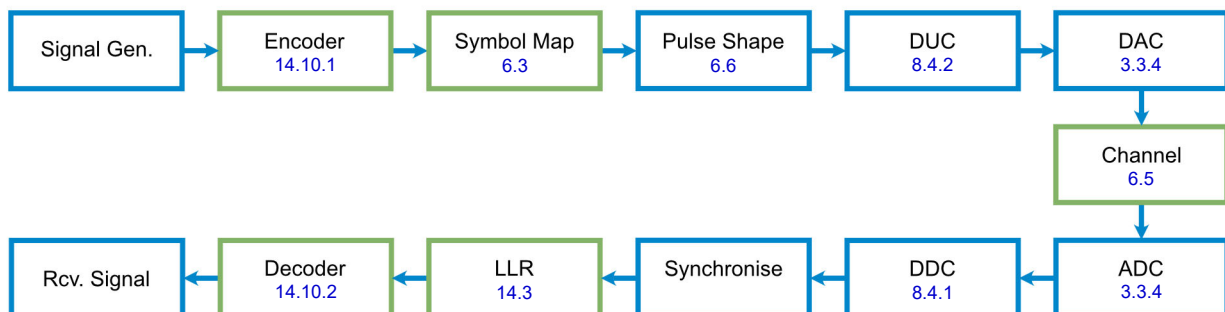 Signal Gen.
Encoder
14.10.1
Symbol Map
6.3
Pulse Shape
6.6
DUC
8.4.2
DAC
3.3.4
Channel
6.5
Rcv. Signal
Decoder
14.10.2
LLR
14.3
Synchronise
DDC
8.4.1
ADC
3.3.4